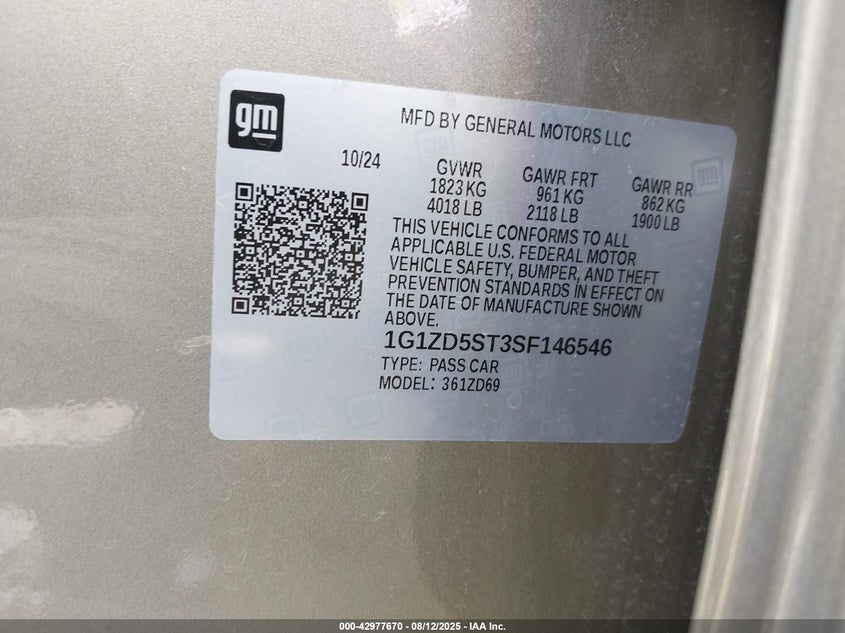 gm
MFD BY GENERAL MOTORS LLC
10/24
GVWR
1823 KG
4018 LB
GAWR FRT
961 KG
2118 LB
GAWR RR
862 KG
1900 LB
THIS VEHICLE CONFORMS TO ALL
APPLICABLE U.S. FEDERAL MOTOR
VEHICLE SAFETY, BUMPER, AND THEFT
PREVENTION STANDARDS IN EFFECT ON
THE DATE OF MANUFACTURE SHOWN
ABOVE.
1G1ZD5ST3SF146546
TYPE: PASS CAR
MODEL: 361ZD69
000-42977670 - 08/12/2025 - IAA Inc.